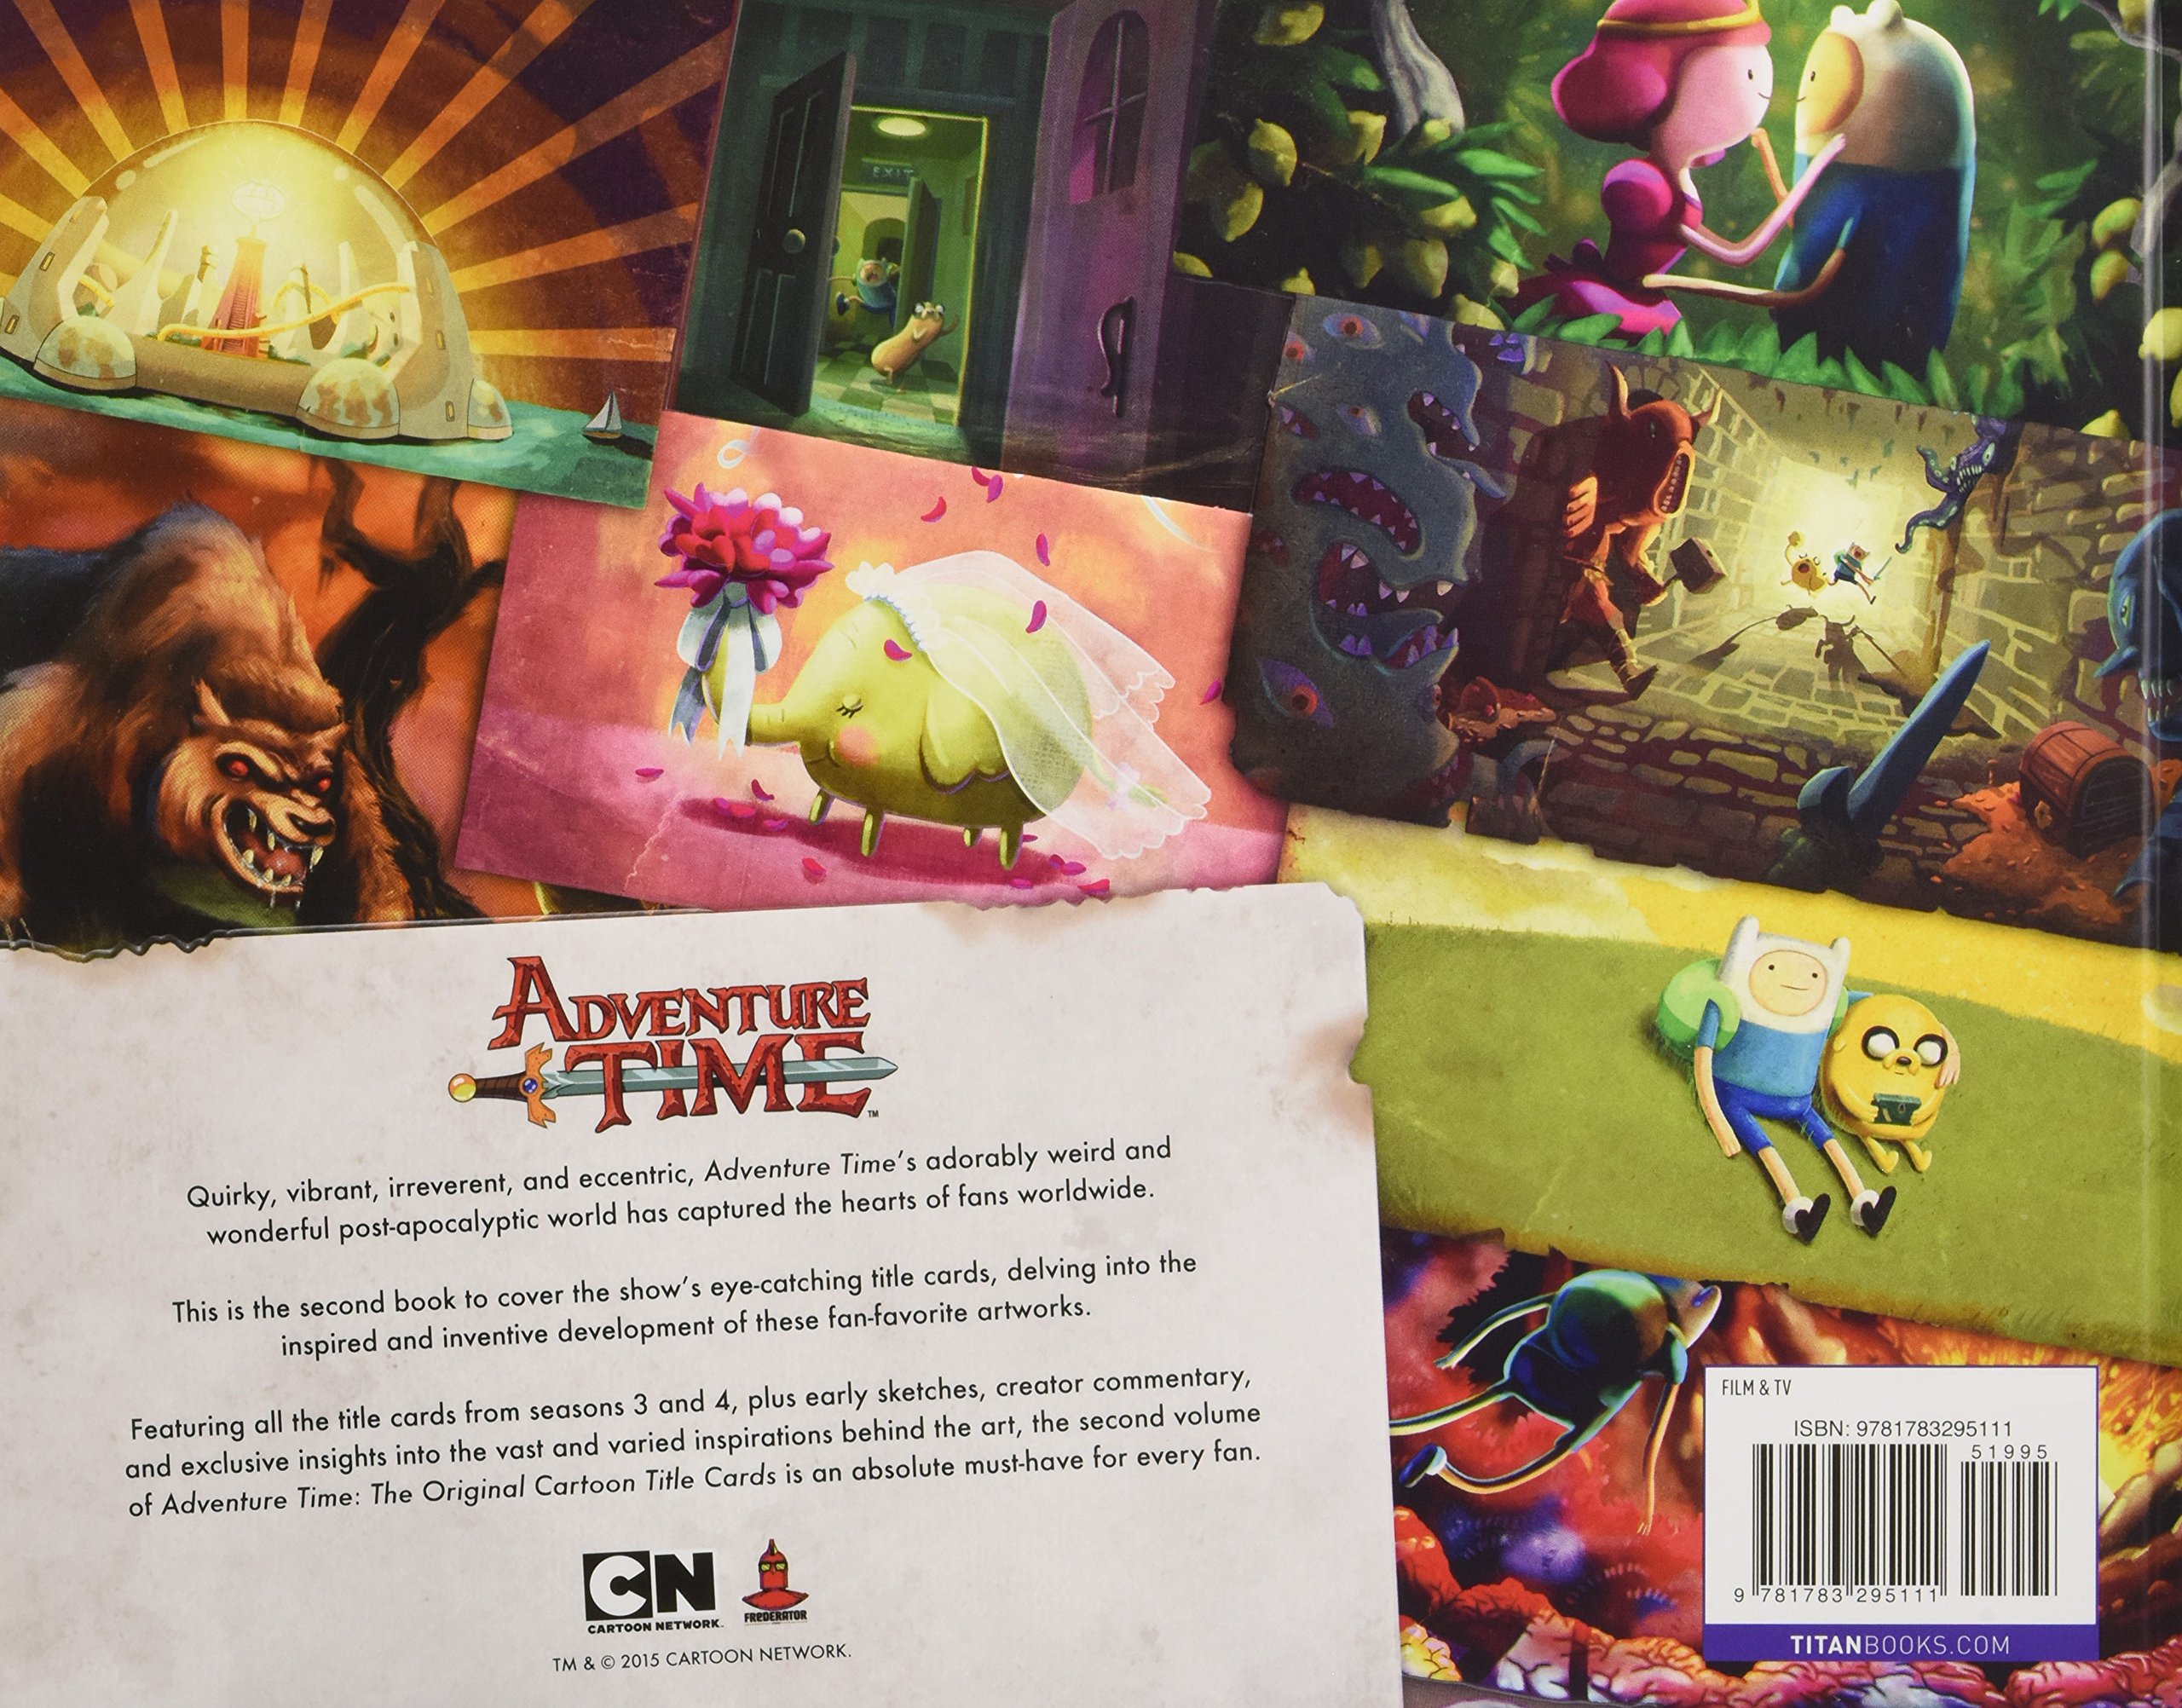 EXIT
ADVENTURE
TIME™
Quirky, vibrant, irreverent, and eccentric, Adventure Time's adorably weird and
wonderful post-apocalyptic world has captured the hearts of fans worldwide.
This is the second book to cover the show's eye-catching title cards, delving into the
inspired and inventive development of these fan-favorite artworks.
Featuring all the title cards from seasons 3 and 4, plus early sketches, creator commentary,
and exclusive insights into the vast and varied inspirations behind the art, the second volume
of Adventure Time: The Original Cartoon Title Cards is an absolute must-have for every fan.
CN
CARTOON NETWORK
FREDERATOR
TM & © 2015 CARTOON NETWORK.
FILM & TV
ISBN: 9781783295111
51995
9 781783 295111
TITANBOOKS.COM